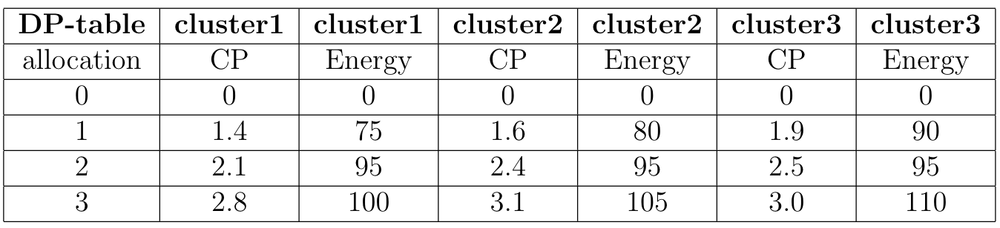 DP-table cluster1 cluster1 cluster2 cluster2 cluster3 cluster3
allocation CP Energy CP Energy CP Energy
0 0 0 0 0 0 0
1 1.4 75 1.6 80 1.9 90
2 2.1 95 2.4 95 2.5 95
3 2.8 100 3.1 105 3.0 110